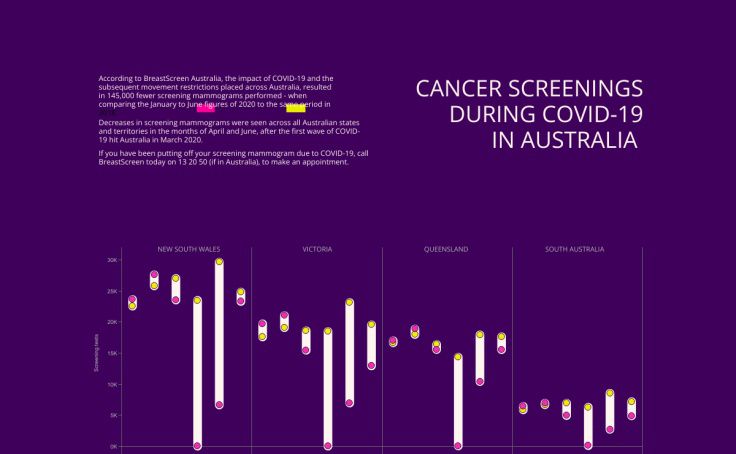 According to BreastScreen Australia, the impact of COVID-19 and the
subsequent movement restrictions placed across Australia, resulted
in 145,000 fewer screening mammograms performed - when
comparing the January to June figures of 2020 to the same period in
Decreases in screening mammograms were seen across all Australian states
and territories in the months of April and June, after the first wave of COVID-
19 hit Australia in March 2020.
If you have been putting off your screening mammogram due to COVID-19, call
BreastScreen today on 13 20 50 (if in Australia), to make an appointment.
CANCER SCREENINGS
DURING COVID-19
IN AUSTRALIA
NEW SOUTH WALES
VICTORIA
QUEENSLAND
SOUTH AUSTRALIA
30K
25K
20K
15K
10K
5K
0K
Screening tests